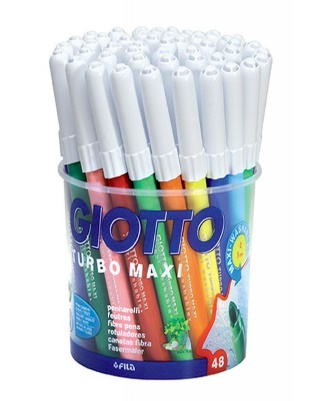 GIOTTO
TURBO MAXI
pennarelli-
feutres
fibre pens
rotuladores
canetas fibra
Fasermaler
FILA
48